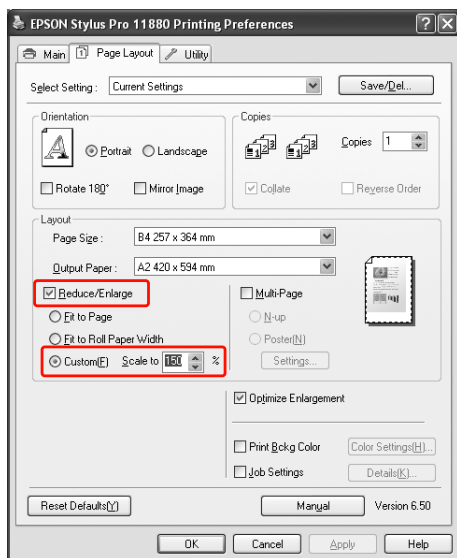 EPSON Stylus Pro 11880 Printing Preferences
Main Page Layout Utility
Select Setting : Current Settings Save/Del...
Orientation
Portrait Landscape
Rotate 180° Mirror Image
Copies
Copies 1
Collate Reverse Order
Layout
Page Size : B4 257 x 364 mm
Output Paper : A2 420 x 594 mm
Reduce/Enlarge
Fit to Page
Fit to Roll Paper Width
Custom(F) Scale to 150 %
Multi-Page
N-up
Poster(N)
Settings...
Optimize Enlargement
Print Bckg Color Color Settings(H)...
Job Settings Details(K)...
Reset Defaults(Y) Manual Version 6.50
OK Cancel Apply Help